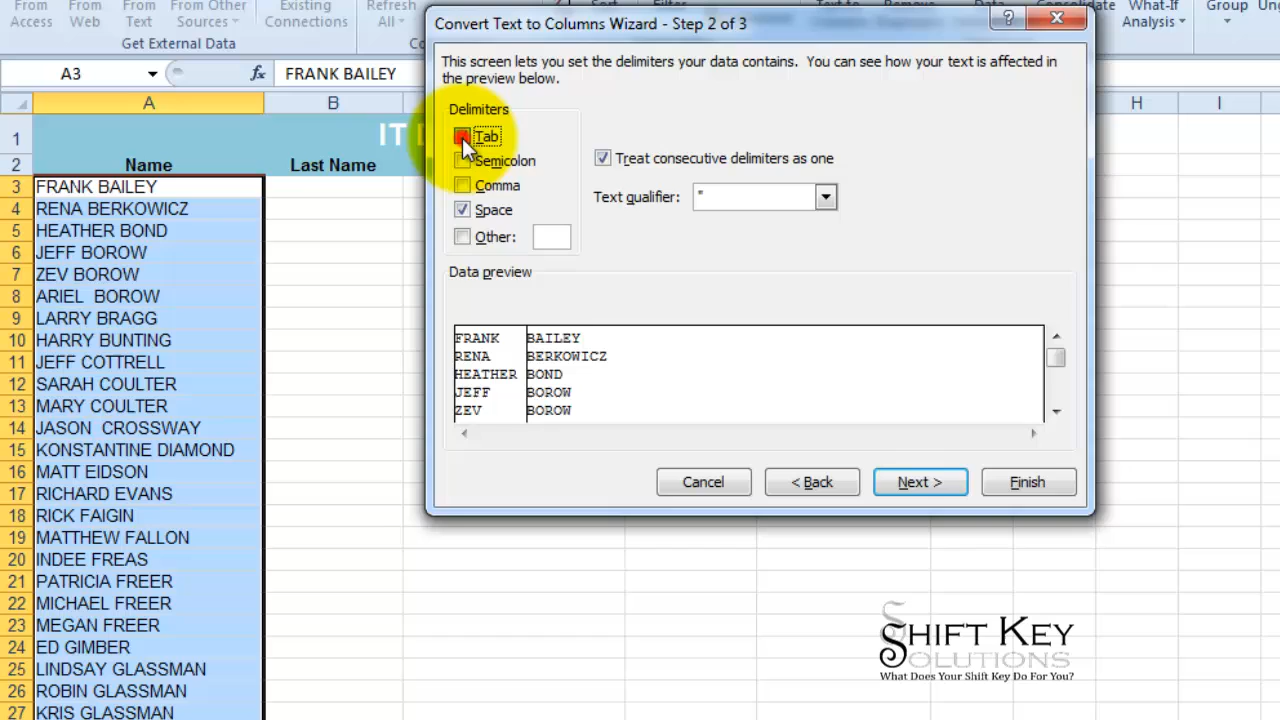 From From From From Other Existing Refresh
Access Web Text Sources Connections All
Get External Data
What-If Group
Analysis
Convert Text to Columns Wizard - Step 2 of 3
This screen lets you set the delimiters your data contains. You can see how your text is affected in
the preview below.
A3 fx FRANK BAILEY
Delimiters
Tab
Semicolon
Comma
Space
Other:
Treat consecutive delimiters as one
Text qualifier: "
Data preview
FRANK BAILEY
RENA BERKOWICZ
HEATHER BOND
JEFF BOROW
ZEV BOROW
Cancel < Back Next > Finish
A B H I
1 IT
2 Name Last Name
3 FRANK BAILEY
4 RENA BERKOWICZ
5 HEATHER BOND
6 JEFF BOROW
7 ZEV BOROW
8 ARIEL BOROW
9 LARRY BRAGG
10 HARRY BUNTING
11 JEFF COTTRELL
12 SARAH COULTER
13 MARY COULTER
14 JASON CROSSWAY
15 KONSTANTINE DIAMOND
16 MATT EIDSON
17 RICHARD EVANS
18 RICK FAIGIN
19 MATTHEW FALLON
20 INDEE FREAS
21 PATRICIA FREER
22 MICHAEL FREER
23 MEGAN FREER
24 ED GIMBER
25 LINDSAY GLASSMAN
26 ROBIN GLASSMAN
27 KRIS GLASSMAN
SHIFT KEY
SOLUTIONS
What Does Your Shift Key Do For You?